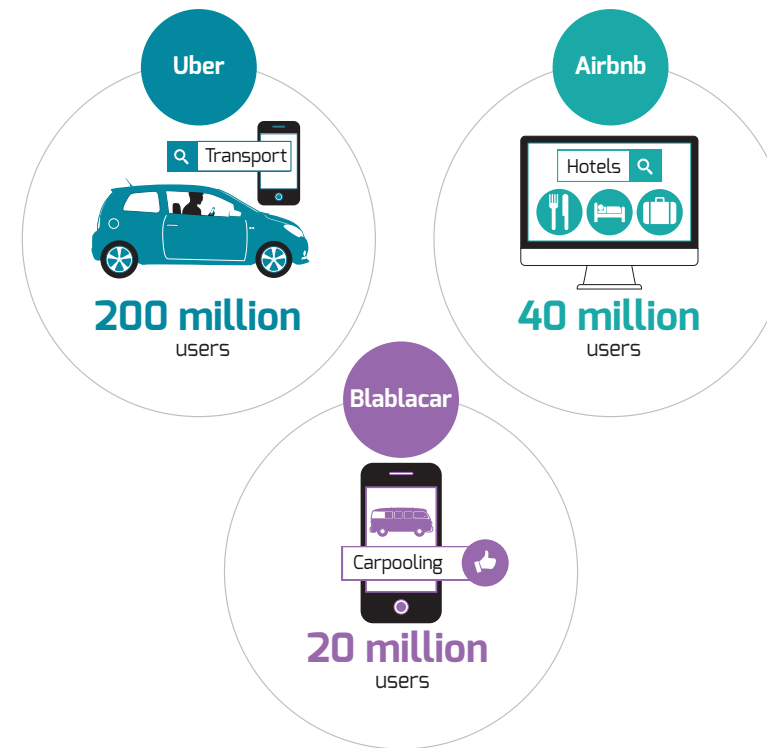 Uber
Transport
200 million
users
Airbnb
Hotels
40 million
users
Blablacar
Carpooling
20 million
users